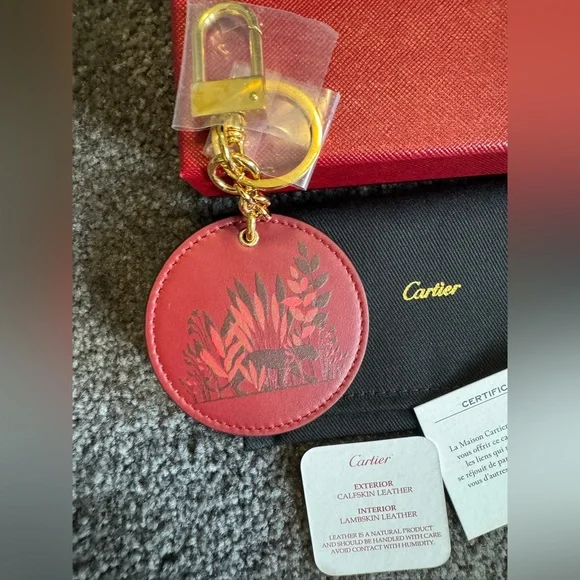 Cartier
CERTIFIC
La Maison Cartier
vous offrir ce ca
les liens qui
se réjouit de par
vous d'autres
Cartier
EXTERIOR
CALFSKIN LEATHER
INTERIOR
LAMBSKIN LEATHER
LEATHER IS A NATURAL PRODUCT
AND SHOULD BE HANDLED WITH CARE.
AVOID CONTACT WITH HUMIDITY.